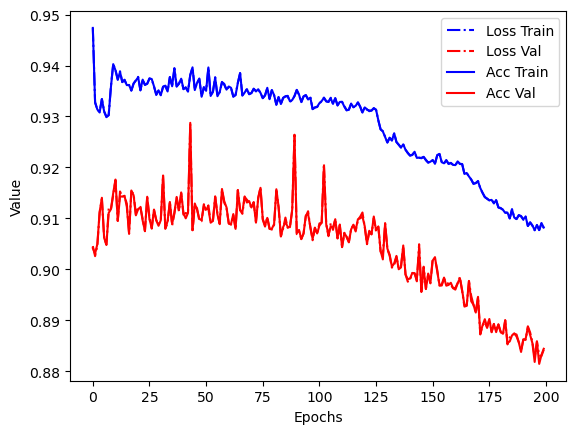 0.95
0.94
0.93
0.92
0.91
0.90
0.89
0.88
Value
0 25 50 75 100 125 150 175 200
Epochs
Loss Train
Loss Val
Acc Train
Acc Val